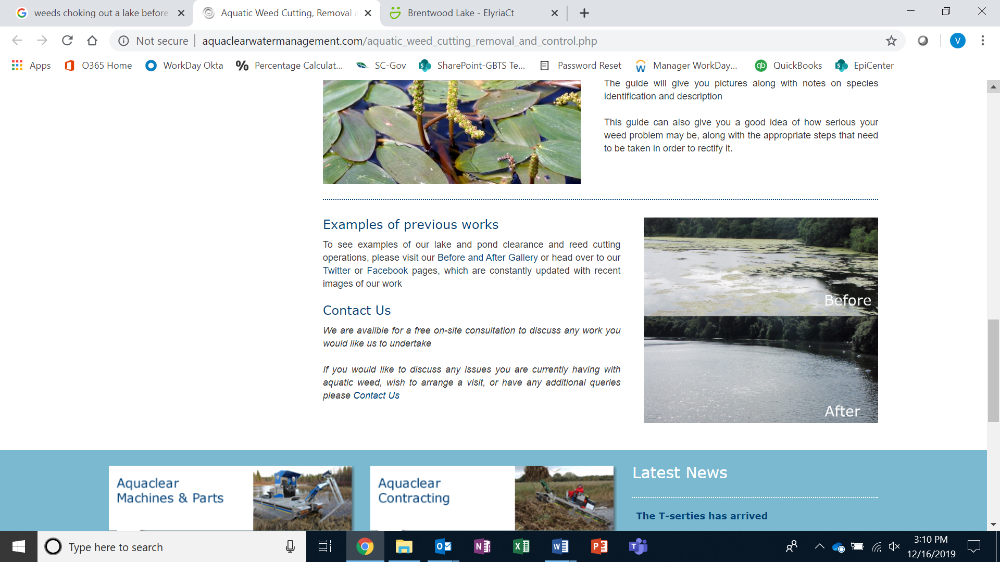 weeds choking out a lake before
Aquatic Weed Cutting, Removal a
Brentwood Lake - ElyriaCt
Not secure
aquaclearwatermanagement.com/aquatic_weed_cutting_removal_and_control.php
V
Apps
O365 Home
WorkDay Okta
Percentage Calculat...
SC-Gov
SharePoint-GBTS Te...
Password Reset
Manager WorkDay...
QuickBooks
EpiCenter
The guide will give you pictures along with notes on species
identification and description
This guide can also give you a good idea of how serious your
weed problem may be, along with the appropriate steps that need
to be taken in order to rectify it.
Examples of previous works
To see examples of our lake and pond clearance and reed cutting
operations, please visit our Before and After Gallery or head over to our
Twitter or Facebook pages, which are constantly updated with recent
images of our work
Contact Us
We are availble for a free on-site consultation to discuss any work you
would like us to undertake
If you would like to discuss any issues you are currently having with
aquatic weed, wish to arrange a visit, or have any additional queries
please Contact Us
Before
After
Aquaclear
Machines & Parts
Aquaclear
Contracting
Latest News
The T-serties has arrived
Type here to search
3:10 PM
12/16/2019